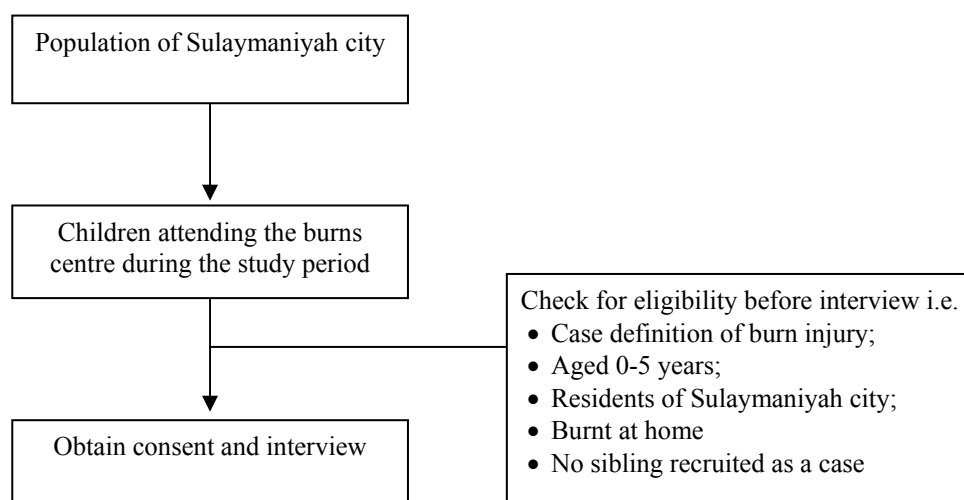 Population of Sulaymaniyah city
Children attending the burns
centre during the study period
Check for eligibility before interview i.e.
• Case definition of burn injury;
• Aged 0-5 years;
• Residents of Sulaymaniyah city;
• Burnt at home
• No sibling recruited as a case
Obtain consent and interview